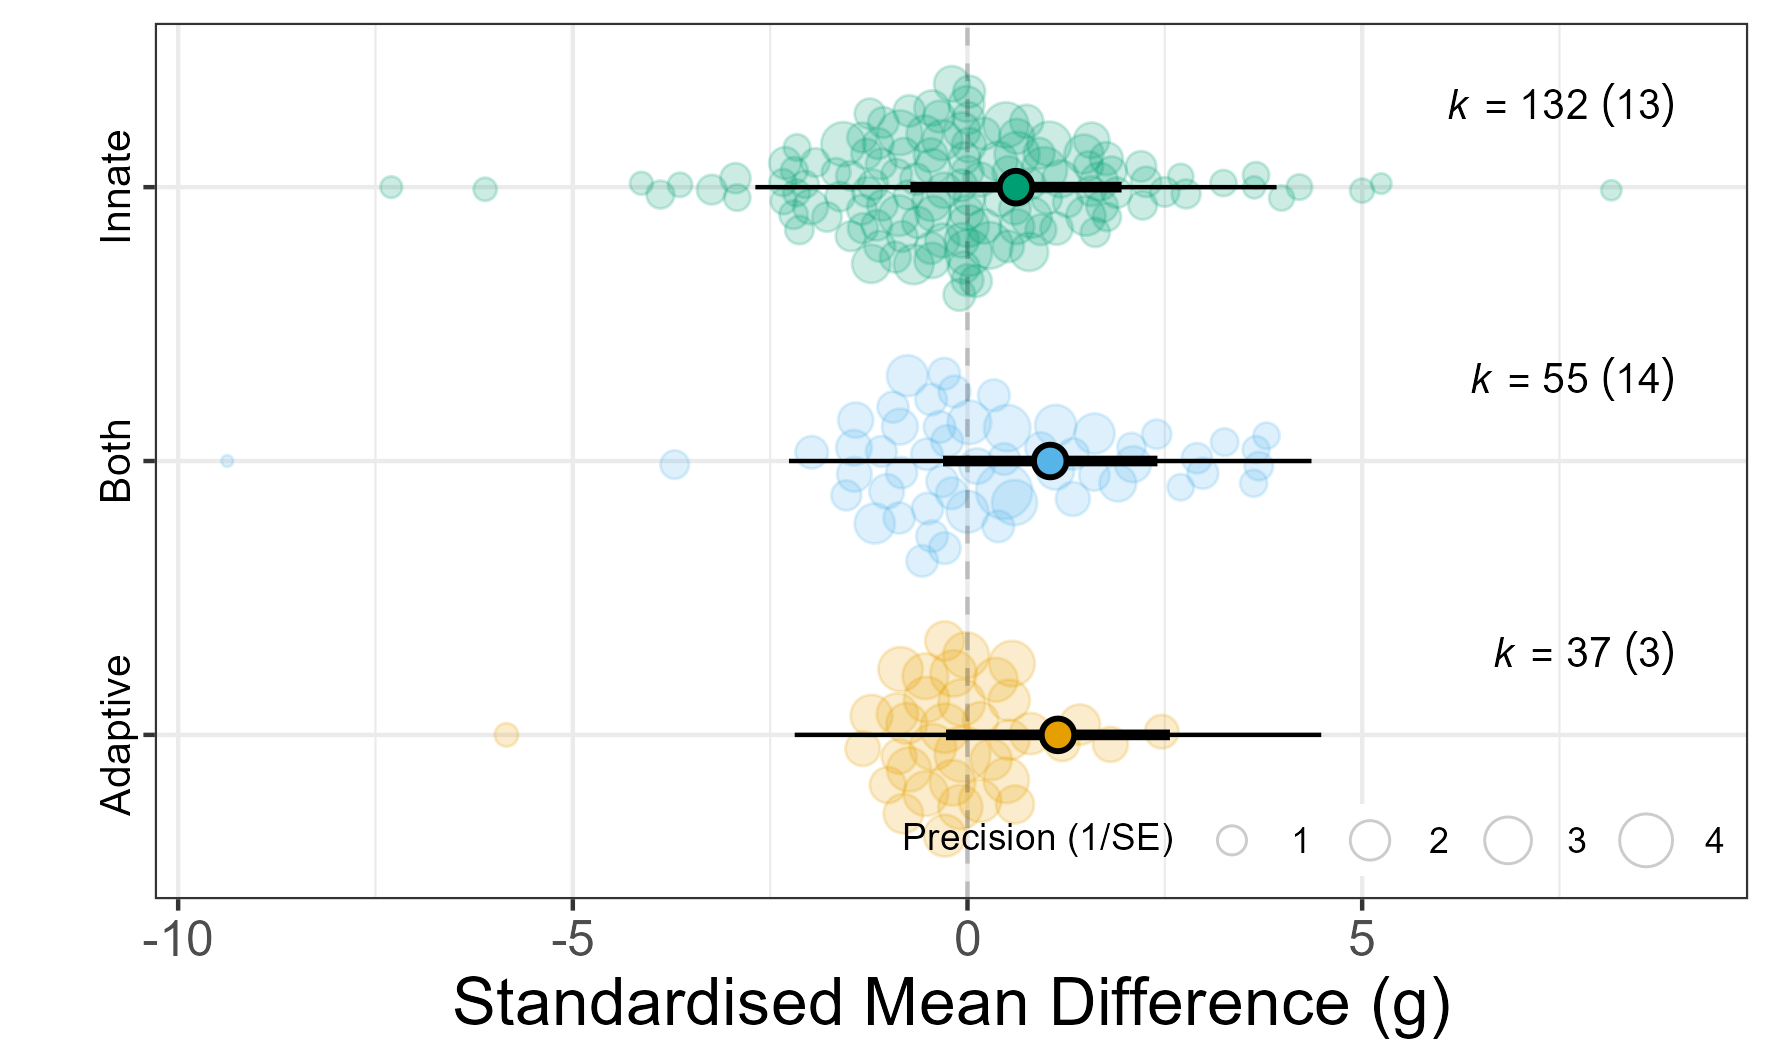 Innate
k = 132 (13)
Both
k = 55 (14)
Adaptive
k = 37 (3)
Precision (1/SE) 1 2 3 4
-10 -5 0 5
Standardised Mean Difference (g)